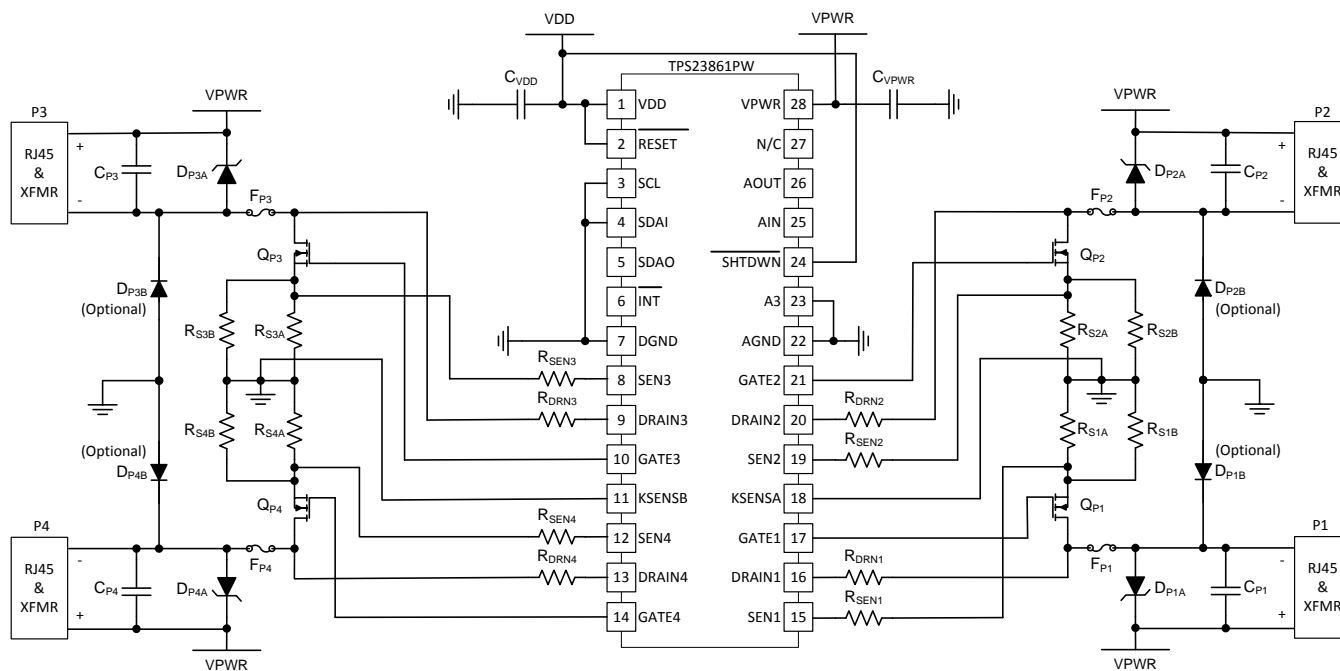 VDD
VPWR
TPS23861PW
CVDD
CVPWR
1 VDD
2 RESET
3 SCL
4 SDAI
5 SDAO
6 INT
7 DGND
8 SEN3
9 DRAIN3
10 GATE3
11 KSENSB
12 SEN4
13 DRAIN4
14 GATE4
VPWR 28
N/C 27
AOUT 26
AIN 25
SHTDWN 24
A3 23
AGND 22
GATE2 21
DRAIN2 20
SEN2 19
KSENSA 18
GATE1 17
DRAIN1 16
SEN1 15
P3
VPWR
RJ45
&
XFMR
+
-
CP3
DP3A
FP3
QP3
DP3B
(Optional)
RS3B
RS3A
RSEN3
RDRN3
RS4B
RS4A
(Optional)
DP4B
QP4
RSEN4
RDRN4
P4
RJ45
&
XFMR
-
+
CP4
DP4A
FP4
VPWR
VPWR
P2
RJ45
&
XFMR
+
-
DP2A
CP2
FP2
QP2
DP2B
(Optional)
RS2A
RS2B
RDRN2
RSEN2
RS1A
RS1B
(Optional)
DP1B
QP1
RDRN1
RSEN1
FP1
P1
RJ45
&
XFMR
-
+
DP1A
CP1
VPWR